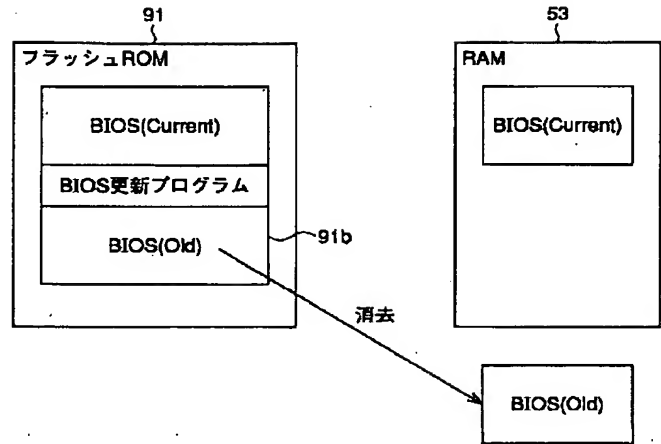 91
53
フラッシュROM
RAM
BIOS(Current)
BIOS(Current)
BIOS更新プログラム
BIOS(Old)
91b
消去
BIOS(Old)